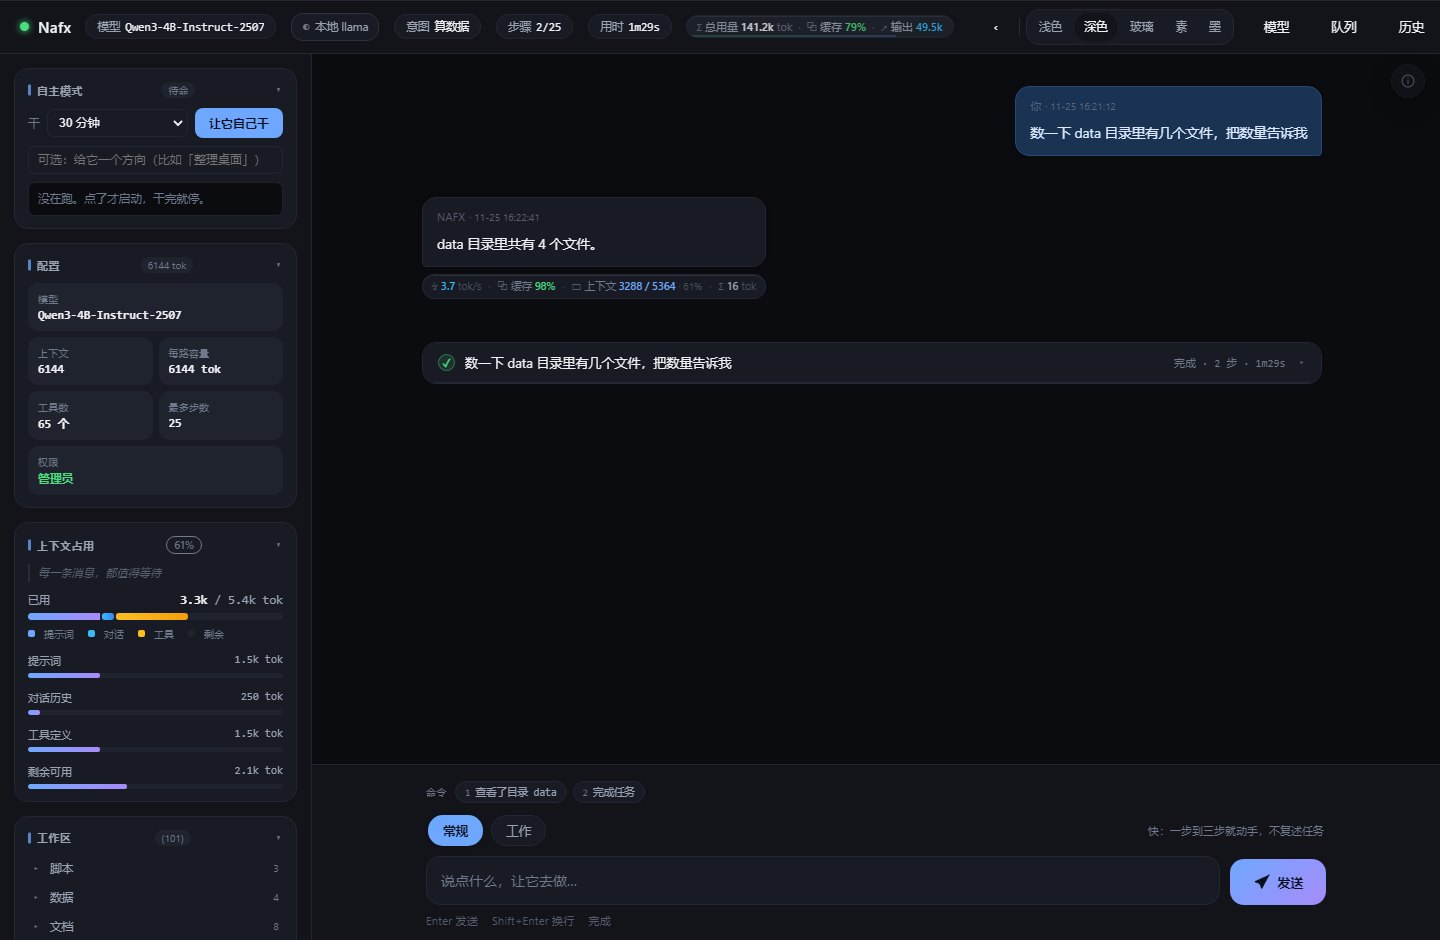 Nafx 模型 Qwen3-4B-Instruct-2507 本地 llama 意图 算数据 步骤 2/25 用时 1m29s Σ 总用量 141.2k tok · 缓存 79% · 输出 49.5k ‹ 浅色 深色 玻璃 素 墨 模型 队列 历史
自主模式 待命
干 30 分钟 让它自己干
可选：给它一个方向（比如「整理桌面」）
没在跑。点了才启动，干完就停。
配置 6144 tok
模型
Qwen3-4B-Instruct-2507
上下文 每路容量
6144 6144 tok
工具数 最多步数
65 个 25
权限
管理员
上下文占用 61%
每一条消息，都值得等待
已用 3.3k / 5.4k tok
提示词 对话 工具 剩余
提示词 1.5k tok
对话历史 250 tok
工具定义 1.5k tok
剩余可用 2.1k tok
工作区 (101)
脚本 3
数据 4
文档 8
你 · 11-25 16:21:12
数一下 data 目录里有几个文件，把数量告诉我
NAFX · 11-25 16:22:41
data 目录里共有 4 个文件。
3.7 tok/s · 缓存 98% · 上下文 3288 / 5364 · 61% · Σ 16 tok
数一下 data 目录里有几个文件，把数量告诉我 完成 · 2 步 · 1m29s
命令 1 查看了目录 data 2 完成任务
常规 工作 快：一步到三步就动手，不复述任务
说点什么，让它去做... 发送
Enter 发送 Shift+Enter 换行 完成